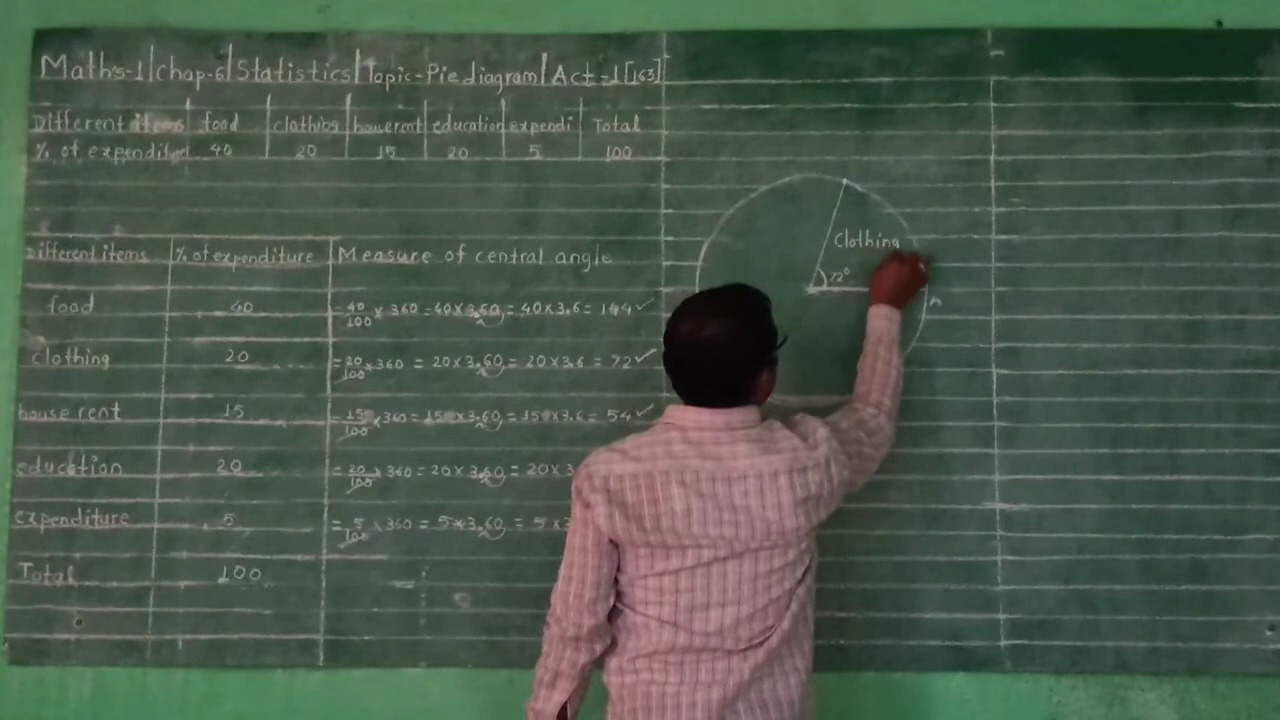 Math's-1|Chap-6|Statistics|Topic-Pie diagram|Act-1[163]
Different items food clothing houserent education expendi Total
% of expenditure 40 20 15 20 5 100
Different items % of expenditure Measure of central angle
food 40 = 40/100 × 360 = 40 × 3.60 = 40 × 3.6 = 144 ✓
clothing 20 = 20/100 × 360 = 20 × 3.60 = 20 × 3.6 = 72 ✓
house rent 15 = 15/100 × 360 = 15 × 3.60 = 15 × 3.6 = 54 ✓
education 20 = 20/100 × 360 = 20 × 3.60 = 20 × 3
expenditure 5 = 5/100 × 360 = 5 × 3.60 = 5 × 3
Total 100
Clothing
72°